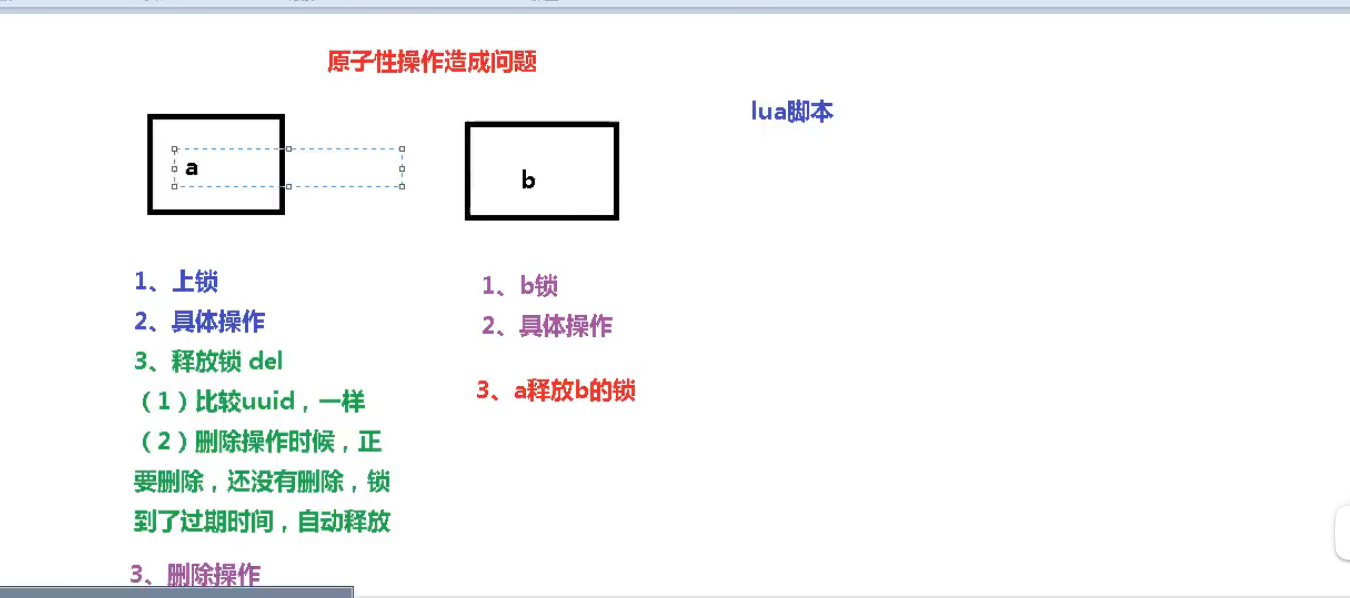 原子性操作造成问题
lua脚本
a
b
1、上锁
2、具体操作
3、释放锁 del
（1）比较uuid，一样
（2）删除操作时候，正
要删除，还没有删除，锁
到了过期时间，自动释放
3、删除操作
1、b锁
2、具体操作
3、a释放b的锁